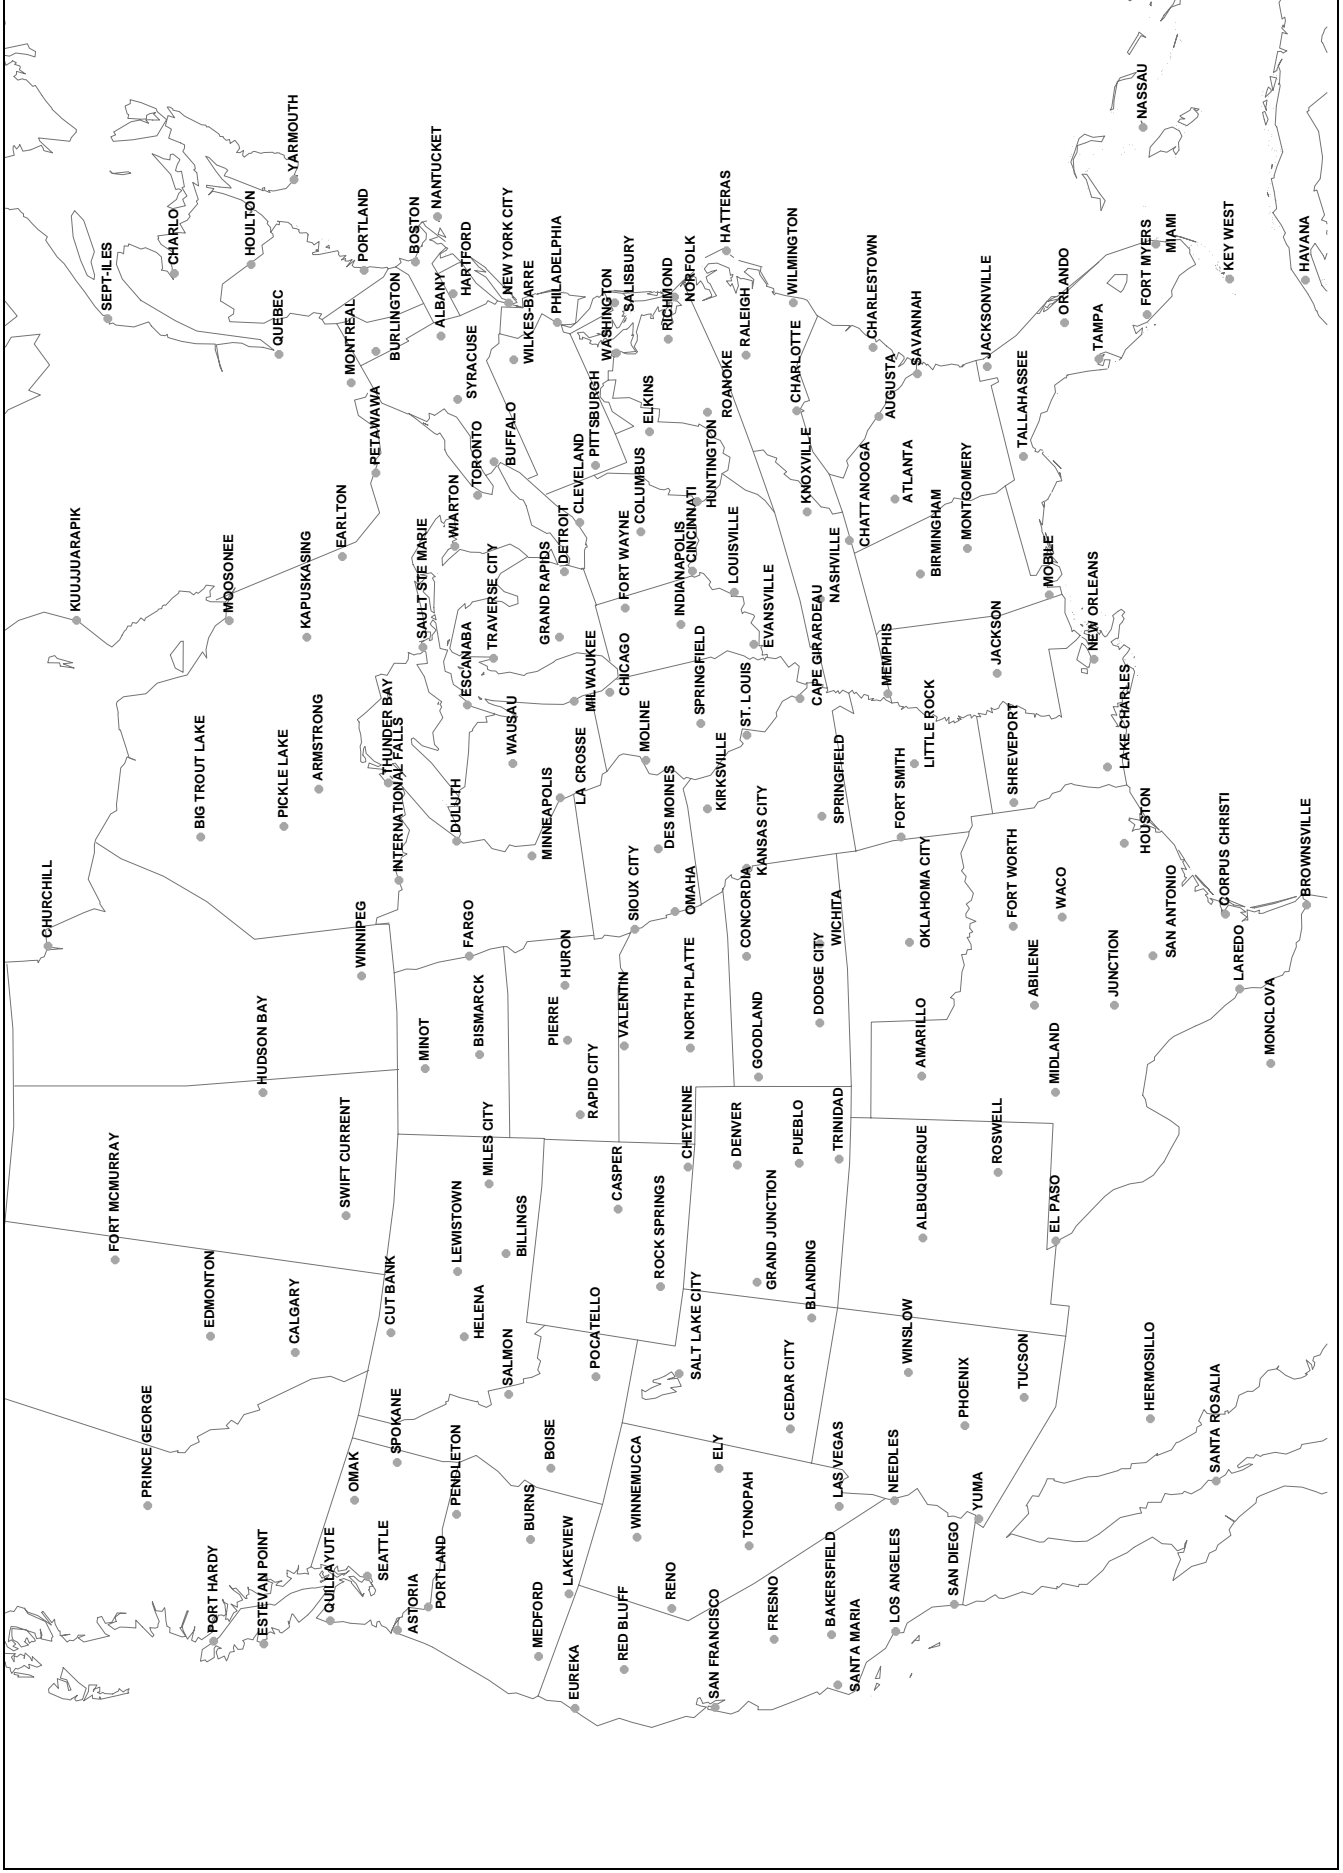 PORT HARDY
ESTEVAN POINT
QUILLAYUTE
SEATTLE
ASTORIA
PORTLAND
PRINCE GEORGE
OMAK
SPOKANE
PENDLETON
BURNS
BOISE
LAKEVIEW
MEDFORD
EUREKA
RED BLUFF
RENO
WINNEMUCCA
SAN FRANCISCO
ELY
TONOPAH
FRESNO
BAKERSFIELD
SANTA MARIA
LOS ANGELES
SAN DIEGO
LAS VEGAS
NEEDLES
YUMA
FORT MCMURRAY
EDMONTON
CALGARY
CUT BANK
HELENA
LEWISTOWN
SALMON
BILLINGS
MILES CITY
POCATELLO
SALT LAKE CITY
ROCK SPRINGS
CASPER
CHEYENNE
CEDAR CITY
BLANDING
GRAND JUNCTION
DENVER
PUEBLO
TRINIDAD
WINSLOW
PHOENIX
TUCSON
ALBUQUERQUE
ROSWELL
EL PASO
HERMOSILLO
SANTA ROSALIA
SWIFT CURRENT
HUDSON BAY
CHURCHILL
WINNIPEG
MINOT
BISMARCK
FARGO
PIERRE
HURON
RAPID CITY
VALENTIN
NORTH PLATTE
SIOUX CITY
OMAHA
GOODLAND
CONCORDIA
KANSAS CITY
DODGE CITY
WICHITA
AMARILLO
OKLAHOMA CITY
MIDLAND
ABILENE
FORT WORTH
WACO
JUNCTION
SAN ANTONIO
LAREDO
MONCLOVA
CORPUS CHRISTI
BROWNSVILLE
HOUSTON
BIG TROUT LAKE
PICKLE LAKE
ARMSTRONG
THUNDER BAY
INTERNATIONAL FALLS
DULUTH
MINNEAPOLIS
LA CROSSE
WAUSAU
ESCANABA
DES MOINES
MOLINE
KIRKSVILLE
SPRINGFIELD
ST. LOUIS
SPRINGFIELD
FORT SMITH
LITTLE ROCK
SHREVEPORT
LAKE CHARLES
MEMPHIS
JACKSON
NEW ORLEANS
MOBILE
KUUJJUARAPIK
MOOSONEE
KAPUSKASING
EARLTON
SAULT STE MARIE
WIARTON
TRAVERSE CITY
GRAND RAPIDS
DETROIT
MILWAUKEE
CHICAGO
FORT WAYNE
INDIANAPOLIS
CINCINNATI
LOUISVILLE
EVANSVILLE
CAPE GIRARDEAU
NASHVILLE
CHATTANOOGA
KNOXVILLE
BIRMINGHAM
MONTGOMERY
ATLANTA
TALLAHASSEE
PETAWAWA
TORONTO
BUFFALO
CLEVELAND
PITTSBURGH
COLUMBUS
ELKINS
HUNTINGTON
ROANOKE
CHARLOTTE
AUGUSTA
SAVANNAH
CHARLESTOWN
JACKSONVILLE
ORLANDO
TAMPA
FORT MYERS
MIAMI
KEY WEST
HAVANA
NASSAU
SEPT-ILES
CHARLO
HOULTON
YARMOUTH
QUEBEC
MONTREAL
BURLINGTON
PORTLAND
BOSTON
NANTUCKET
HARTFORD
ALBANY
SYRACUSE
NEW YORK CITY
WILKES-BARRE
PHILADELPHIA
WASHINGTON
SALISBURY
RICHMOND
NORFOLK
HATTERAS
RALEIGH
WILMINGTON